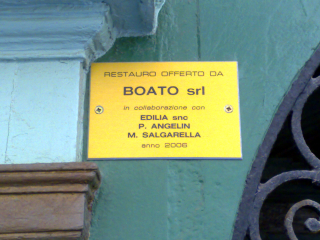 RESTAURO OFFERTO DA
BOATO srl
in collaborazione con
EDILIA snc
P. ANGELIN
M. SALGARELLA
anno 2006